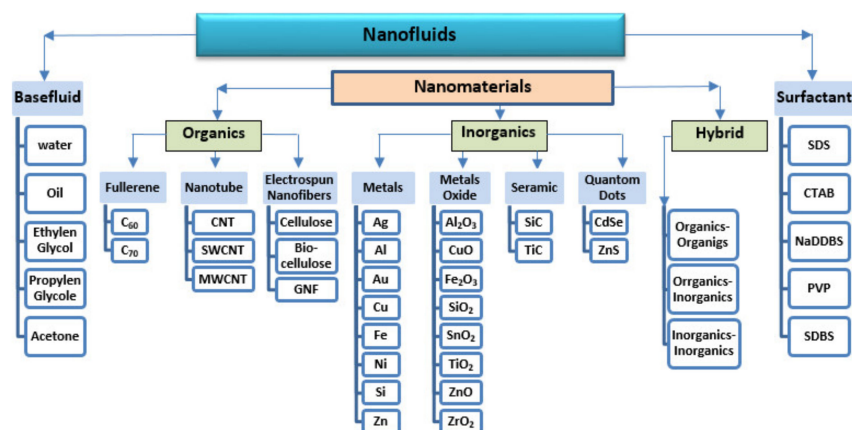 Nanofluids
Nanomaterials
Basefluid
water
Oil
Ethylen
Glycol
Propylen
Glycole
Acetone
Organics
Fullerene
C₆₀
C₇₀
Nanotube
CNT
SWCNT
MWCNT
Electrospun
Nanofibers
Cellulose
Bio-
cellulose
GNF
Inorganics
Metals
Ag
Al
Au
Cu
Fe
Ni
Si
Zn
Metals
Oxide
Al₂O₃
CuO
Fe₂O₃
SiO₂
SnO₂
TiO₂
ZnO
ZrO₂
Seramic
SiC
TiC
Quantom
Dots
CdSe
ZnS
Hybrid
Organics-
Organigs
Orrganics-
Inorganics
Inorganics-
Inorganics
Surfactant
SDS
CTAB
NaDDBS
PVP
SDBS